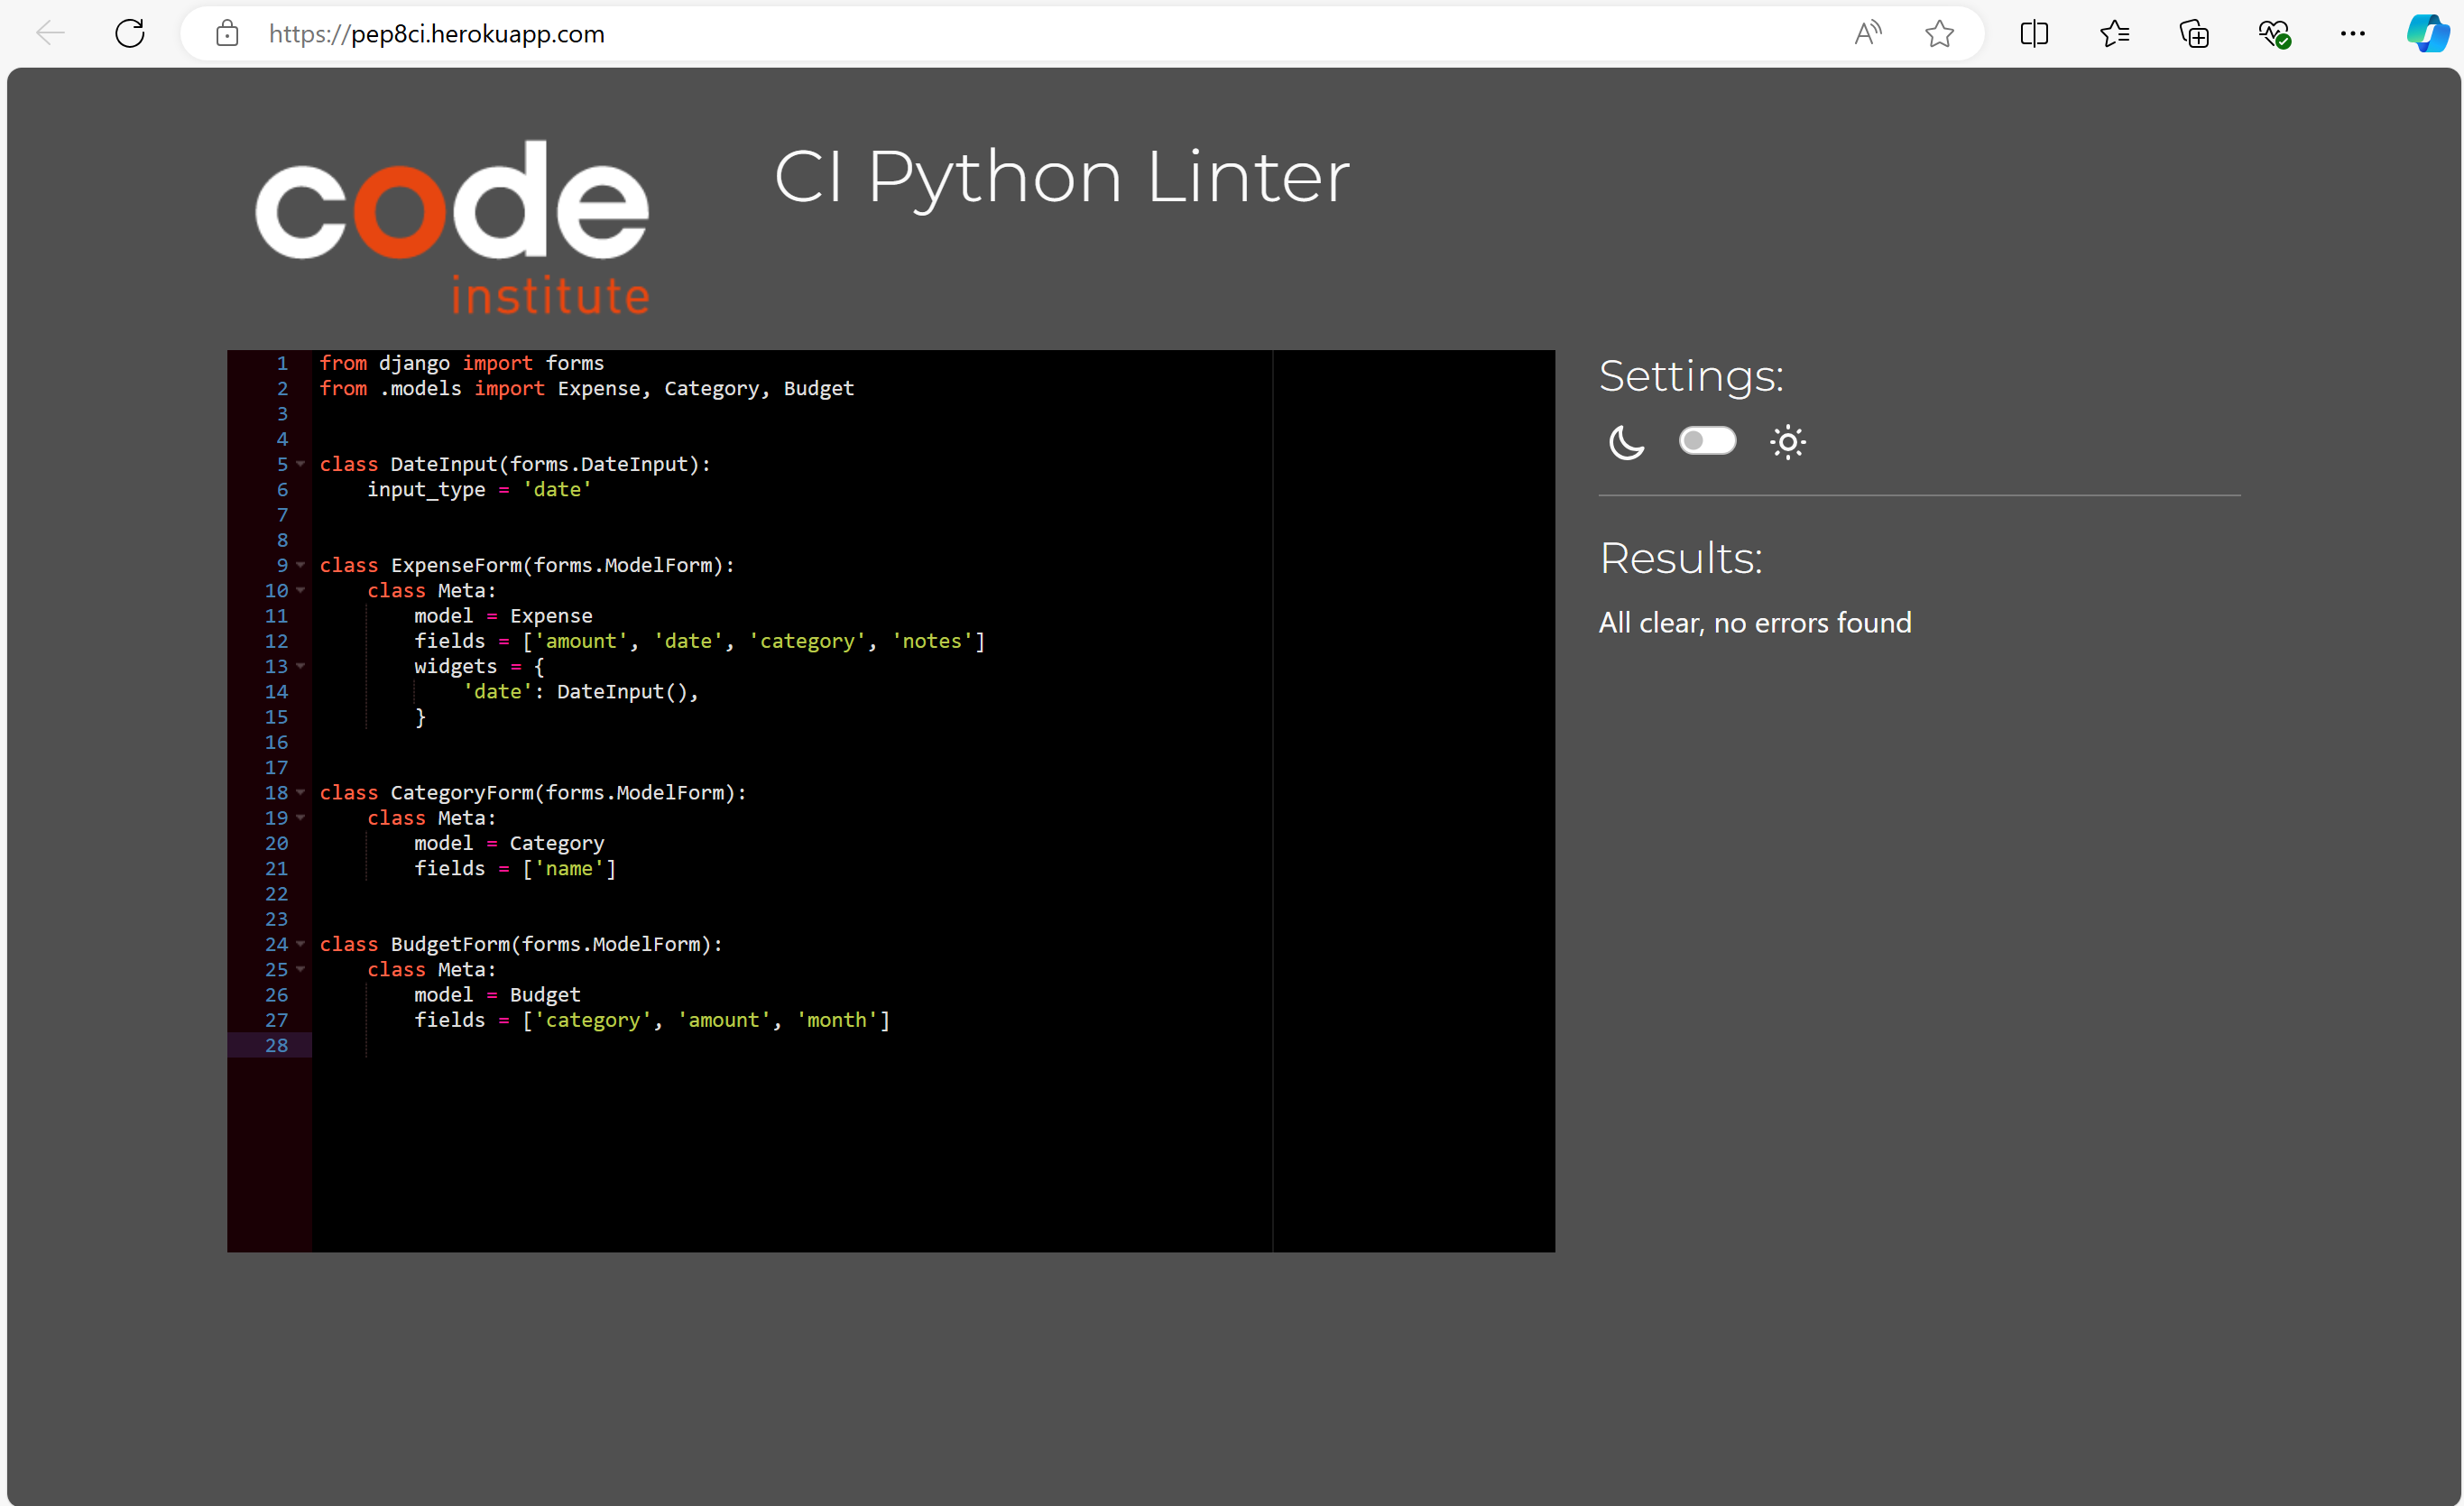 https://pep8ci.herokuapp.com
code
institute
CI Python Linter
1 from django import forms
2 from .models import Expense, Category, Budget
3
4
5 class DateInput(forms.DateInput):
6     input_type = 'date'
7
8
9 class ExpenseForm(forms.ModelForm):
10     class Meta:
11         model = Expense
12         fields = ['amount', 'date', 'category', 'notes']
13         widgets = {
14             'date': DateInput(),
15         }
16
17
18 class CategoryForm(forms.ModelForm):
19     class Meta:
20         model = Category
21         fields = ['name']
22
23
24 class BudgetForm(forms.ModelForm):
25     class Meta:
26         model = Budget
27         fields = ['category', 'amount', 'month']
28
Settings:
Results:
All clear, no errors found